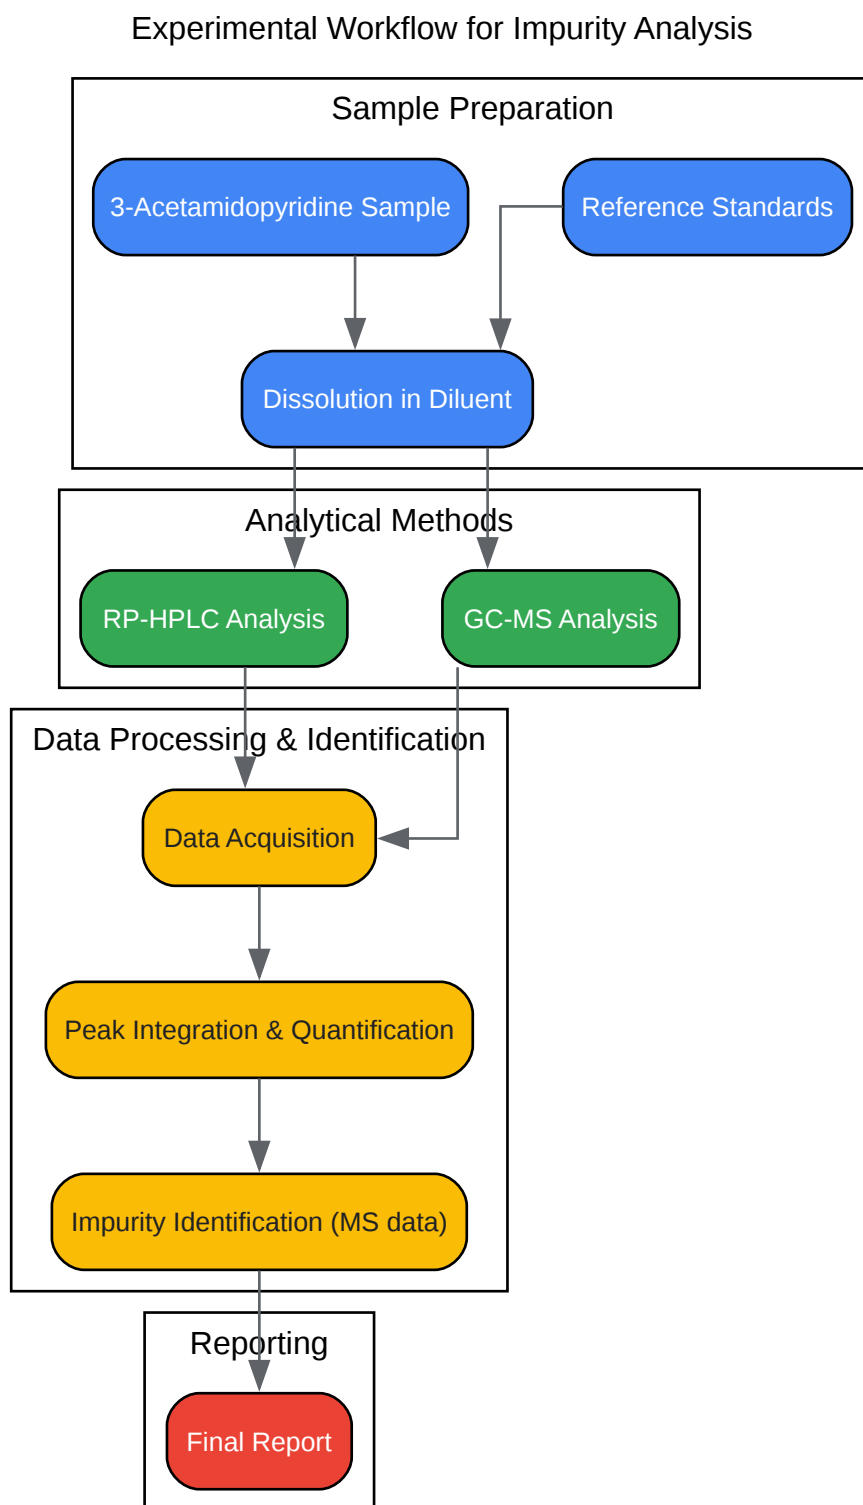 Experimental Workflow for Impurity Analysis
Sample Preparation
3-Acetamidopyridine Sample
Reference Standards
Dissolution in Diluent
Analytical Methods
RP-HPLC Analysis
GC-MS Analysis
Data Processing & Identification
Data Acquisition
Peak Integration & Quantification
Impurity Identification (MS data)
Reporting
Final Report